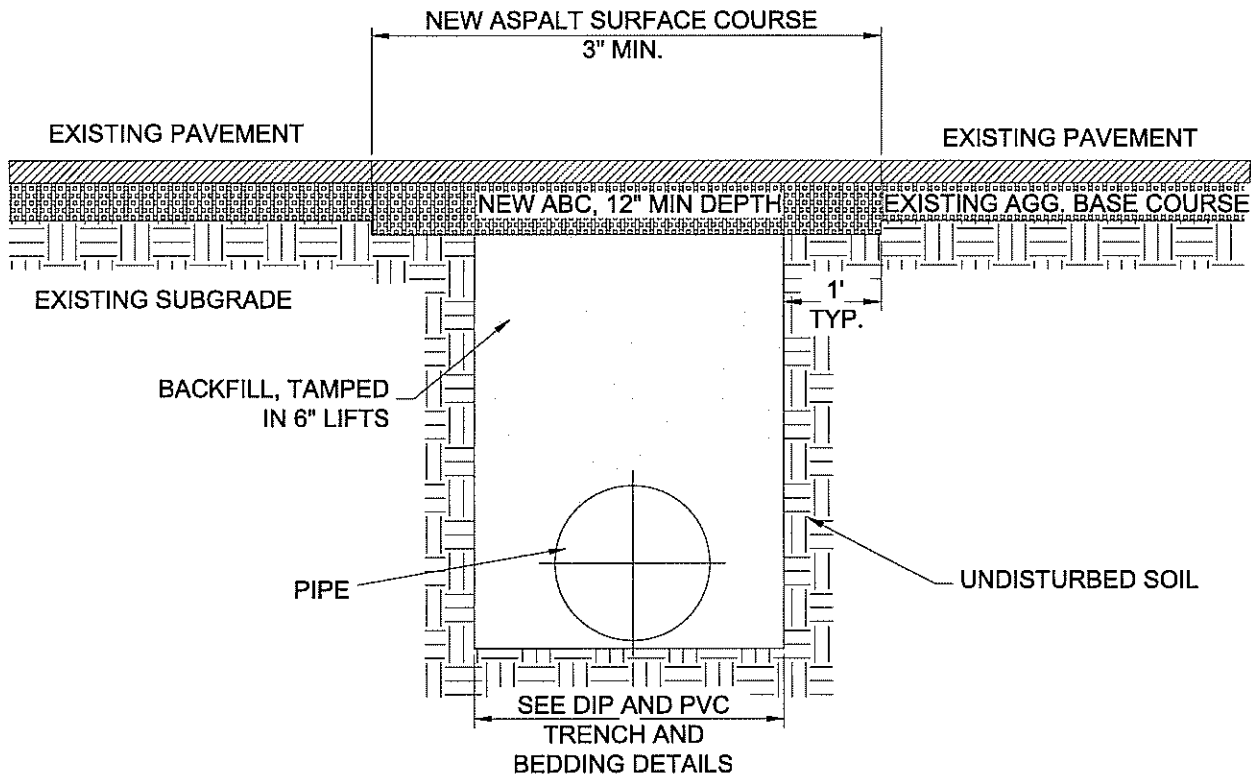 NEW ASPALT SURFACE COURSE
3" MIN.
EXISTING PAVEMENT
EXISTING PAVEMENT
NEW ABC, 12" MIN DEPTH
EXISTING AGG. BASE COURSE
EXISTING SUBGRADE
1'
TYP.
BACKFILL, TAMPED
IN 6" LIFTS
PIPE
UNDISTURBED SOIL
SEE DIP AND PVC
TRENCH AND
BEDDING DETAILS